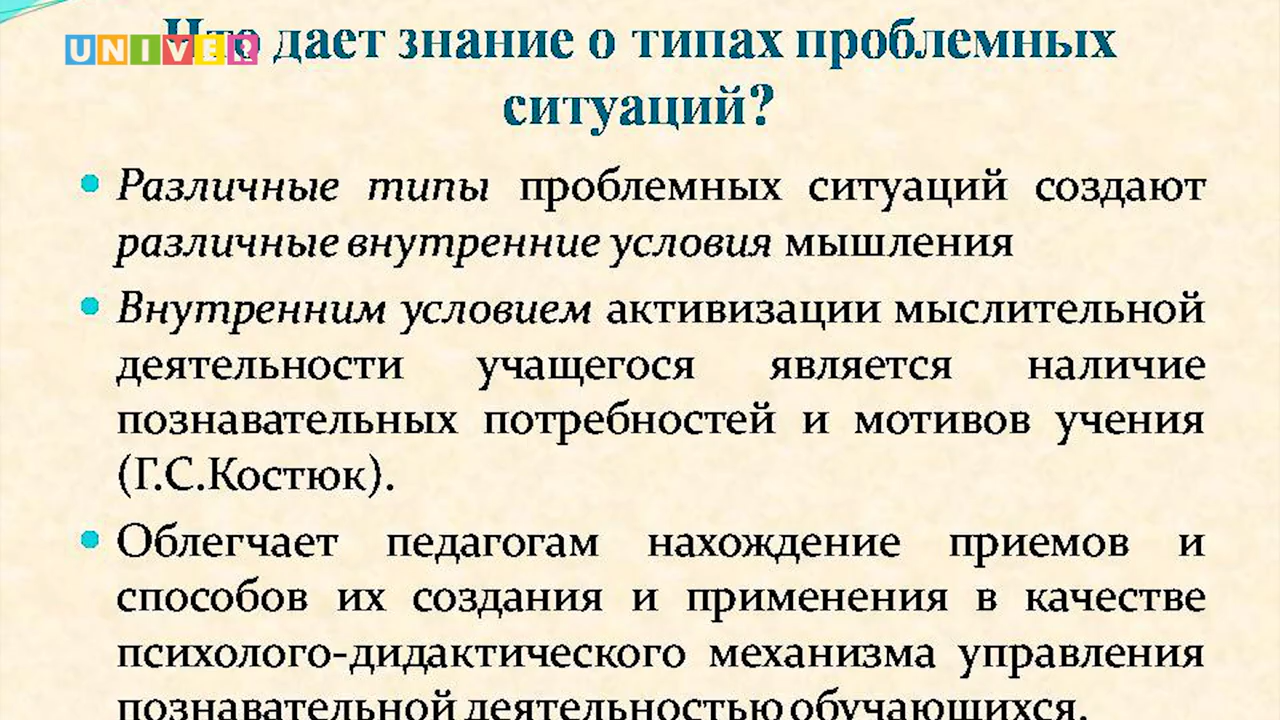 UNIVER
Что дает знание о типах проблемных
ситуаций?
Различные типы проблемных ситуаций создают
различные внутренние условия мышления
Внутренним условием активизации мыслительной
деятельности учащегося является наличие
познавательных потребностей и мотивов учения
(Г.С.Костюк).
Облегчает педагогам нахождение приемов и
способов их создания и применения в качестве
психолого-дидактического механизма управления
познавательной деятельностью обучающихся.